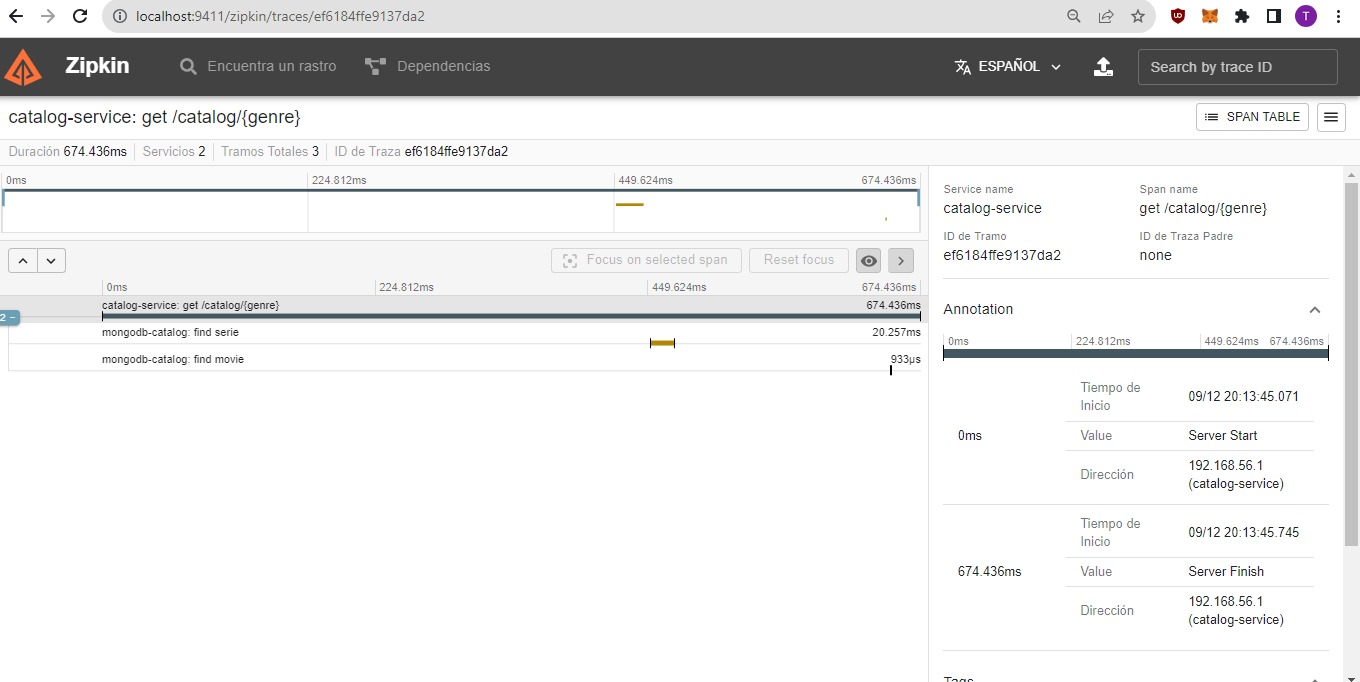 localhost:9411/zipkin/traces/ef6184ffe9137da2
T
Zipkin
Encuentra un rastro
Dependencias
ESPAÑOL
Search by trace ID
catalog-service: get /catalog/{genre}
SPAN TABLE
Duración 674.436ms
Servicios 2
Tramos Totales 3
ID de Traza ef6184ffe9137da2
0ms 224.812ms 449.624ms 674.436ms
Focus on selected span
Reset focus
0ms 224.812ms 449.624ms 674.436ms
catalog-service: get /catalog/{genre} 674.436ms
2 −
mongodb-catalog: find serie 20.257ms
mongodb-catalog: find movie 933µs
Service name
catalog-service
Span name
get /catalog/{genre}
ID de Tramo
ef6184ffe9137da2
ID de Traza Padre
none
Annotation
0ms 224.812ms 449.624ms 674.436ms
0ms
Tiempo de
Inicio
09/12 20:13:45.071
Value Server Start
Dirección
192.168.56.1
(catalog-service)
674.436ms
Tiempo de
Inicio
09/12 20:13:45.745
Value Server Finish
Dirección
192.168.56.1
(catalog-service)
Tags